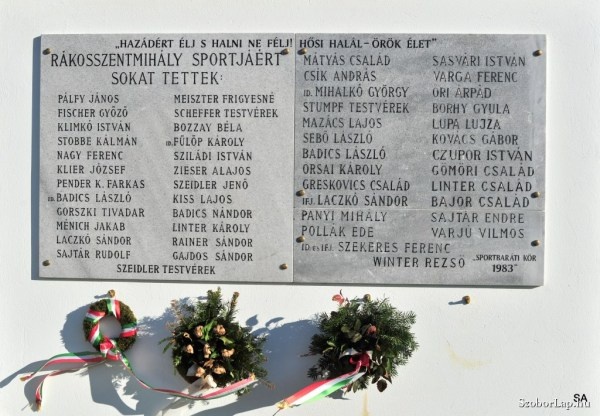 „HAZÁDÉRT ÉLJ S HALNI NE FÉLJ! HŐSI HALÁL - ÖRÖK ÉLET"
RÁKOSSZENTMIHÁLY SPORTJÁÉRT
SOKAT TETTEK:
PÁLFY JÁNOS
FISCHER GYŐZŐ
KLIMKÓ ISTVÁN
STOBBE KÁLMÁN
NAGY FERENC
KLIER JÓZSEF
PENDER K. FARKAS
ID. BADICS LÁSZLÓ
GORSZKI TIVADAR
MÉNICH JAKAB
LACZKÓ SÁNDOR
SAJTÁR RUDOLF
MEISZTER FRIGYESNÉ
SCHEFFER TESTVÉREK
BOZZAY BÉLA
ID. FÜLÖP KÁROLY
SZILÁDI ISTVÁN
ZIESER ALAJOS
SZEIDLER JENŐ
KISS LAJOS
BADICS NÁNDOR
LINTER KÁROLY
RAINER SÁNDOR
GAJDOS SÁNDOR
SZEIDLER TESTVÉREK
MÁTYÁS CSALÁD
CSÍK ANDRÁS
ID. MIHALKÓ GYÖRGY
STUMPF TESTVÉREK
MAZÁCS LAJOS
SEBŐ LÁSZLÓ
BADICS LÁSZLÓ
ORSAI KÁROLY
GRESKOVICS CSALÁD
IFJ. LACZKÓ SÁNDOR
PANYI MIHÁLY
POLLÁK EDE
SASVÁRI ISTVÁN
VARGA FERENC
ŐRI ÁRPÁD
BORHY GYULA
LUPA LUJZA
KOVÁCS GÁBOR
CZUPOR ISTVÁN
GÖMÖRI CSALÁD
LINTER CSALÁD
BAJOR CSALÁD
SAJTÁR ENDRE
VARJU VILMOS
ID ÉS IFJ. SZEKERES FERENC
WINTER REZSŐ
"SPORTBARÁTI KÖR
1983"
SA
SzoborLap.hu